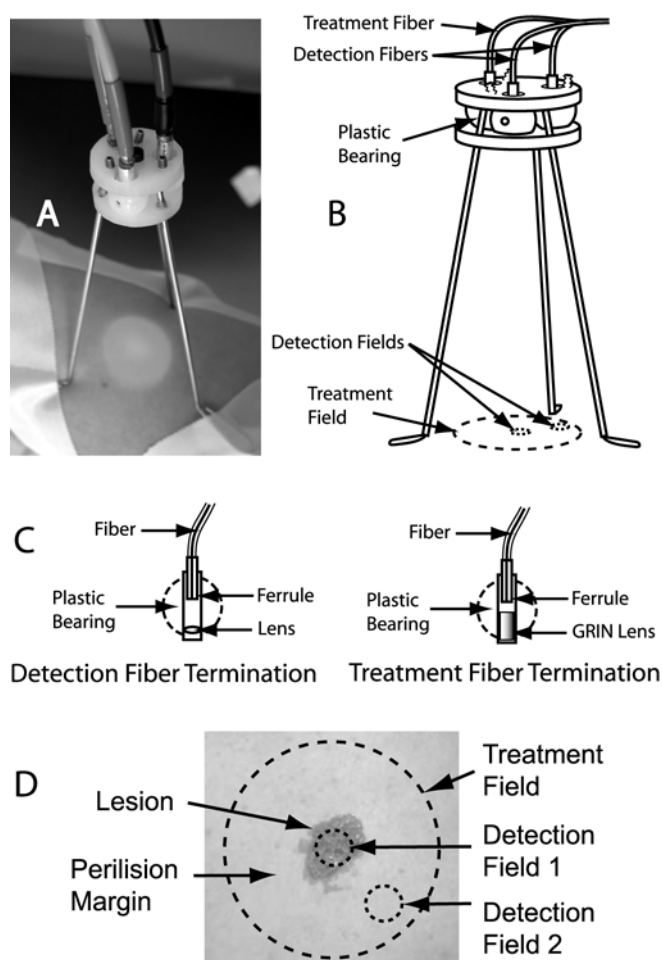 A
Treatment Fiber
Detection Fibers
Plastic
Bearing
B
Detection Fields
Treatment
Field
C
Fiber
Plastic
Bearing
Ferrule
Lens
Detection Fiber Termination
Fiber
Plastic
Bearing
Ferrule
GRIN Lens
Treatment Fiber Termination
D
Lesion
Perilision
Margin
Treatment
Field
Detection
Field 1
Detection
Field 2